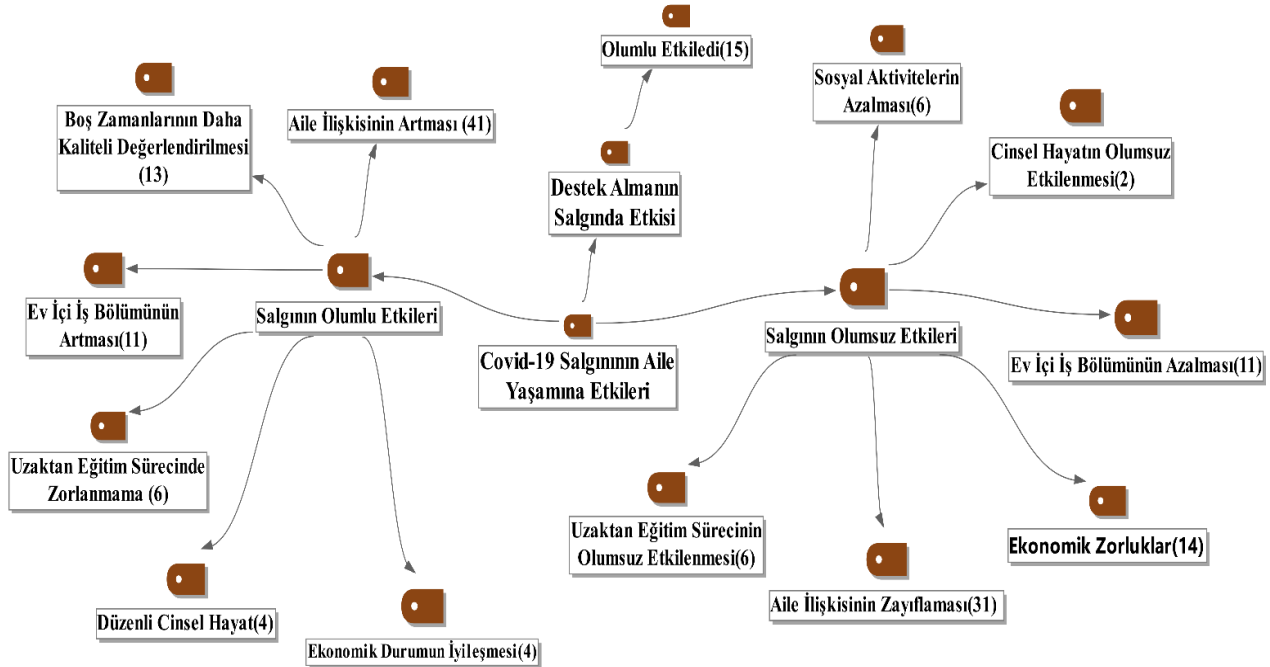 Olumlu Etkiledi(15)
Sosyal Aktivitelerin
Azalması(6)
Boş Zamanlarının Daha
Kaliteli Değerlendirilmesi
(13)
Aile İlişkisinin Artması (41)
Cinsel Hayatın Olumsuz
Etkilenmesi(2)
Destek Almanın
Salgında Etkisi
Ev İçi İş Bölümünün
Artması(11)
Salgının Olumlu Etkileri
Covid-19 Salgınının Aile
Yaşamına Etkileri
Salgının Olumsuz Etkileri
Ev İçi İş Bölümünün Azalması(11)
Uzaktan Eğitim Sürecinde
Zorlanmama (6)
Uzaktan Eğitim Sürecinin
Olumsuz Etkilenmesi(6)
Ekonomik Zorluklar(14)
Düzenli Cinsel Hayat(4)
Ekonomik Durumun İyileşmesi(4)
Aile İlişkisinin Zayıflaması(31)